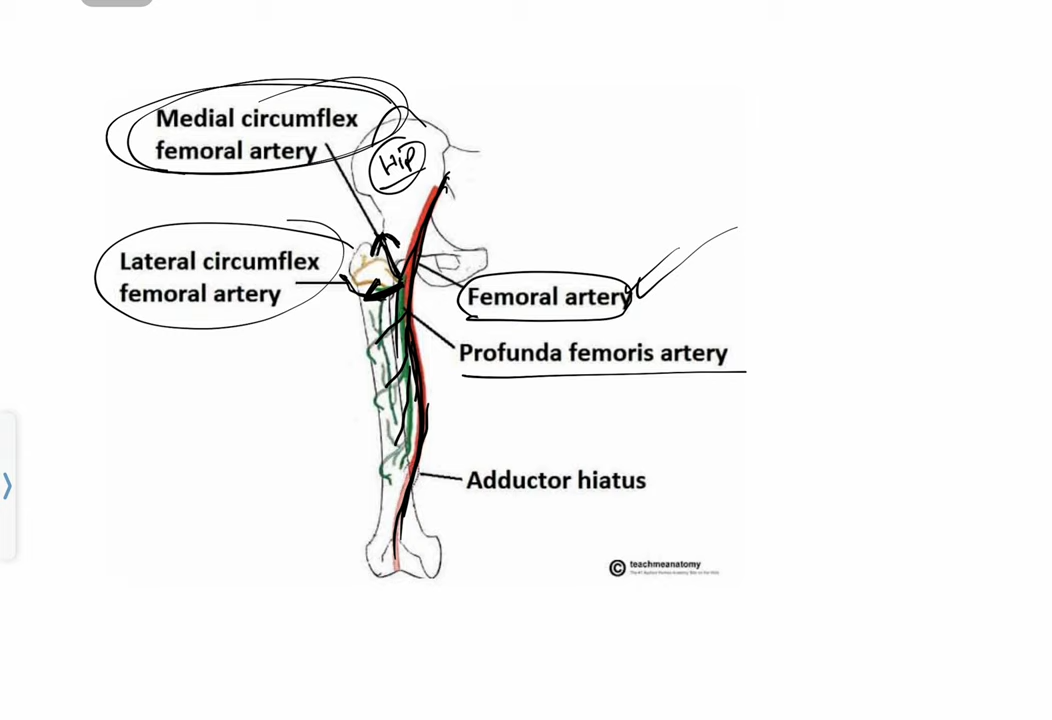 Medial circumflex
femoral artery
Hip
Lateral circumflex
femoral artery
Femoral artery
Profunda femoris artery
Adductor hiatus
© teachmeanatomy